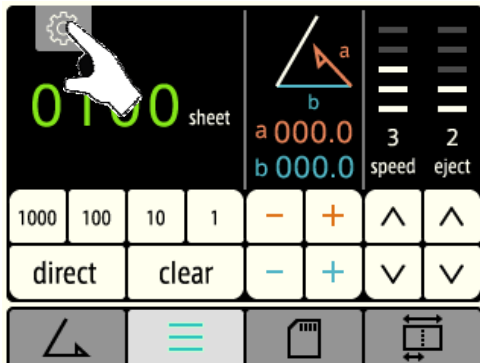 0100 sheet
a
b
a 000.0
b 000.0
3 2
speed eject
1000 100 10 1 - +
direct clear - +